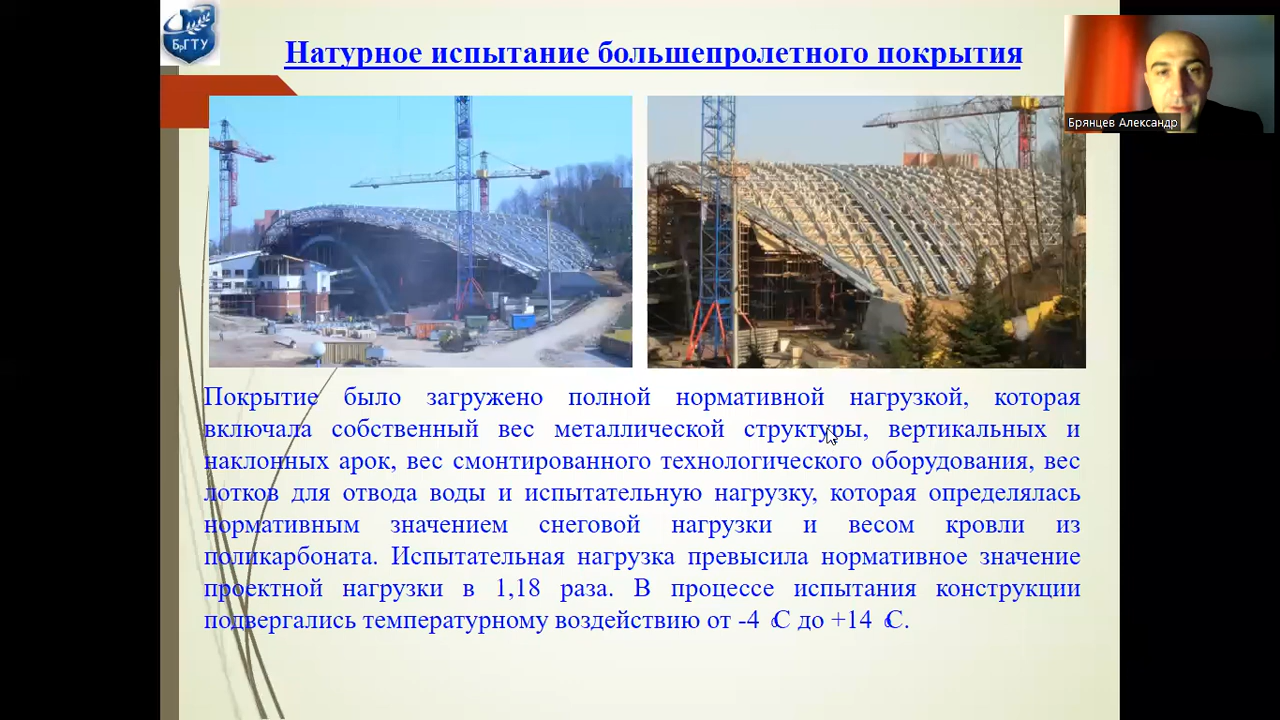 БрГТУ
Натурное испытание большепролетного покрытия
Брянцев Александр
Покрытие было загружено полной нормативной нагрузкой, которая
включала собственный вес металлической структуры, вертикальных и
наклонных арок, вес смонтированного технологического оборудования, вес
лотков для отвода воды и испытательную нагрузку, которая определялась
нормативным значением снеговой нагрузки и весом кровли из
поликарбоната. Испытательная нагрузка превысила нормативное значение
проектной нагрузки в 1,18 раза. В процессе испытания конструкции
подвергались температурному воздействию от -4 °С до +14 °С.